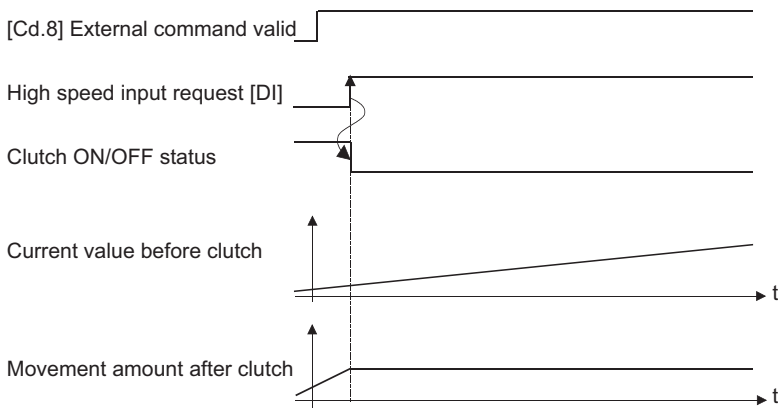 [Cd.8] External command valid
High speed input request [DI]
Clutch ON/OFF status
Current value before clutch
t
Movement amount after clutch
t